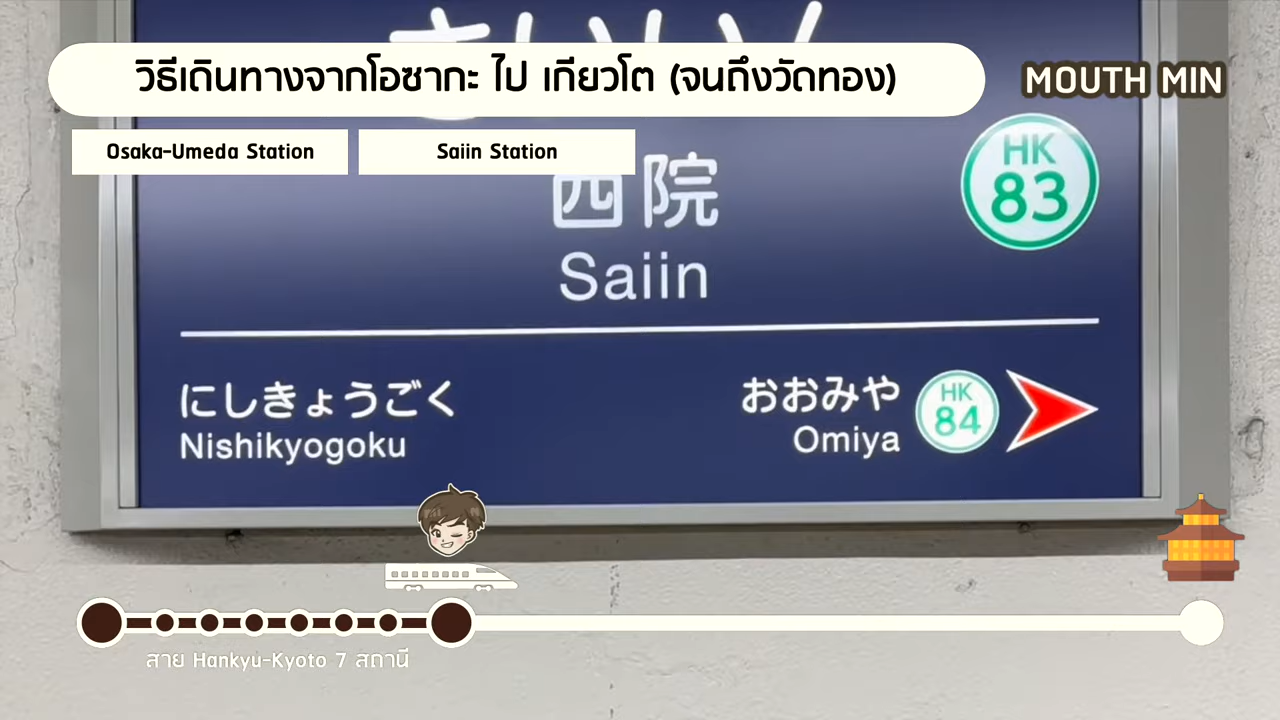 วิธีเดินทางจากโอซากะ ไป เกียวโต (จนถึงวัดทอง)
MOUTH MIN
Osaka-Umeda Station
Saiin Station
HK
83
西院
Saiin
にしきょうごく
Nishikyogoku
おおみや
Omiya
HK
84
สาย Hankyu-Kyoto 7 สถานี